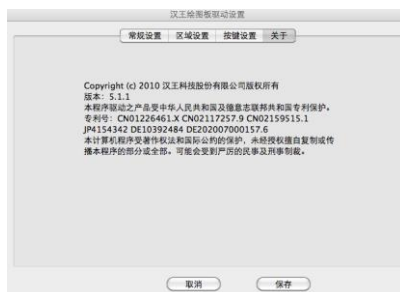 汉王绘图板驱动设置
常规设置 区域设置 按键设置 关于
Copyright (c) 2010 汉王科技股份有限公司版权所有
版本：5.1.1
本程序驱动之产品受中华人民共和国及德意志联邦共和国专利保护。
专利号：CN01226461.X CN02117257.9 CN02159515.1
JP4154342 DE10392484 DE202007000157.6
本计算机程序受著作权法和国际公约的保护，未经授权擅自复制或传
播本程序的部分或全部，可能会受到严厉的民事及刑事制裁。
取消 保存